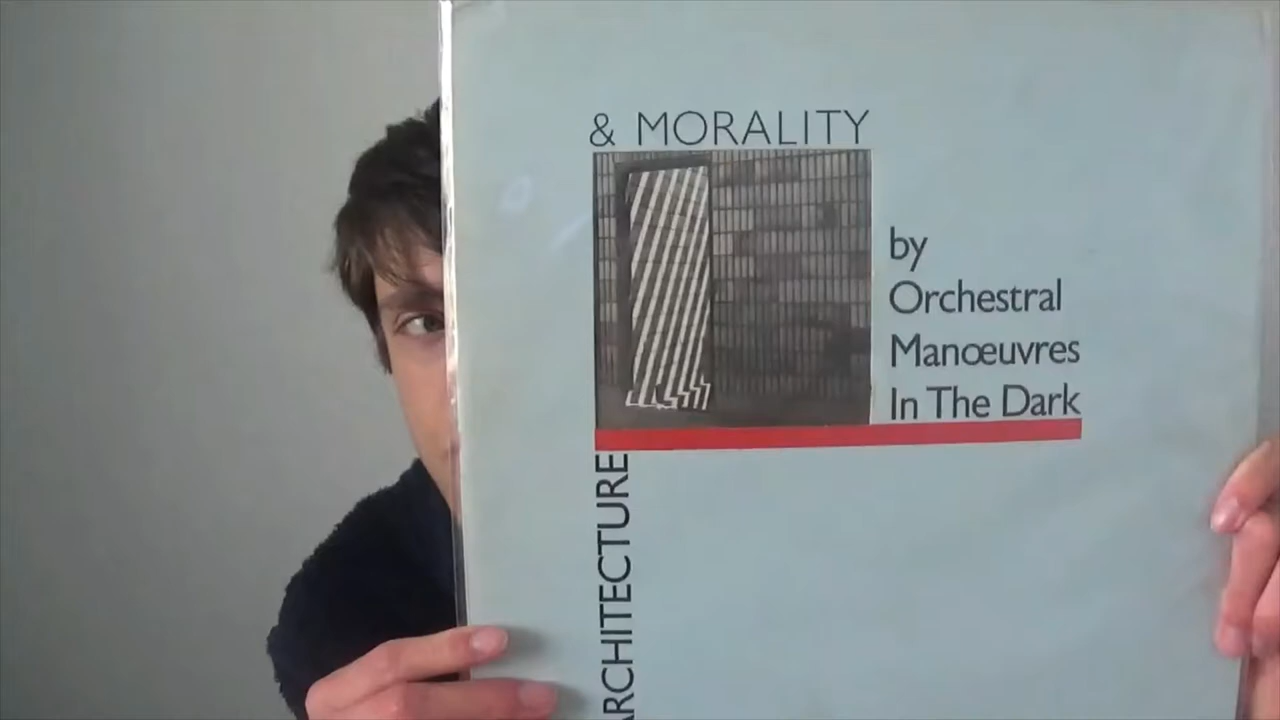 & MORALITY
by
Orchestral
Manœuvres
In The Dark
ARCHITECTURE